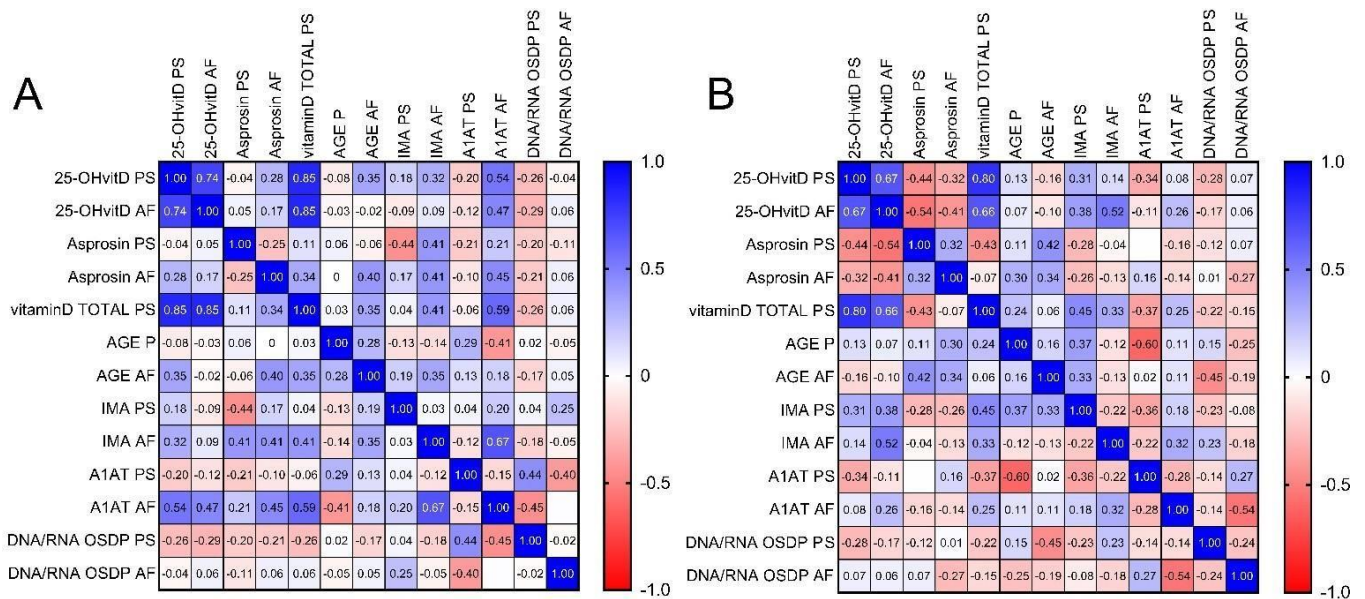 A
25-OHvitD PS
25-OHvitD AF
Asprosin PS
Asprosin AF
vitaminD TOTAL PS
AGE P
AGE AF
IMA PS
IMA AF
A1AT PS
A1AT AF
DNA/RNA OSDP PS
DNA/RNA OSDP AF
25-OHvitD PS 1.00 0.74 -0.04 0.28 0.85 -0.08 0.35 0.18 0.32 -0.20 0.54 -0.26 -0.04
25-OHvitD AF 0.74 1.00 0.05 0.17 0.85 -0.03 -0.02 -0.09 0.09 -0.12 0.47 -0.29 0.06
Asprosin PS -0.04 0.05 1.00 -0.25 0.11 0.06 -0.06 -0.44 0.41 -0.21 0.21 -0.20 -0.11
Asprosin AF 0.28 0.17 -0.25 1.00 0.34 0 0.40 0.17 0.41 -0.10 0.45 -0.21 0.06
vitaminD TOTAL PS 0.85 0.85 0.11 0.34 1.00 0.03 0.35 0.04 0.41 -0.06 0.59 -0.26 0.06
AGE P -0.08 -0.03 0.06 0 0.03 1.00 0.28 -0.13 -0.14 0.29 -0.41 0.02 -0.05
AGE AF 0.35 -0.02 -0.06 0.40 0.35 0.28 1.00 0.19 0.35 0.13 0.18 -0.17 0.05
IMA PS 0.18 -0.09 -0.44 0.17 0.04 -0.13 0.19 1.00 0.03 0.04 0.20 0.04 0.25
IMA AF 0.32 0.09 0.41 0.41 0.41 -0.14 0.35 0.03 1.00 -0.12 0.67 -0.18 -0.05
A1AT PS -0.20 -0.12 -0.21 -0.10 -0.06 0.29 0.13 0.04 -0.12 1.00 -0.15 0.44 -0.40
A1AT AF 0.54 0.47 0.21 0.45 0.59 -0.41 0.18 0.20 0.67 -0.15 1.00 -0.45
DNA/RNA OSDP PS -0.26 -0.29 -0.20 -0.21 -0.26 0.02 -0.17 0.04 -0.18 0.44 -0.45 1.00 -0.02
DNA/RNA OSDP AF -0.04 0.06 -0.11 0.06 0.06 -0.05 0.05 0.25 -0.05 -0.40 -0.02 1.00
1.0
0.5
0
-0.5
-1.0
B
25-OHvitD PS
25-OHvitD AF
Asprosin PS
Asprosin AF
vitaminD TOTAL PS
AGE P
AGE AF
IMA PS
IMA AF
A1AT PS
A1AT AF
DNA/RNA OSDP PS
DNA/RNA OSDP AF
25-OHvitD PS 1.00 0.67 -0.44 -0.32 0.80 0.13 -0.16 0.31 0.14 -0.34 0.08 -0.28 0.07
25-OHvitD AF 0.67 1.00 -0.54 -0.41 0.66 0.07 -0.10 0.38 0.52 -0.11 0.26 -0.17 0.06
Asprosin PS -0.44 -0.54 1.00 0.32 -0.43 0.11 0.42 -0.28 -0.04 -0.16 -0.12 0.07
Asprosin AF -0.32 -0.41 0.32 1.00 -0.07 0.30 0.34 -0.26 -0.13 0.16 -0.14 0.01 -0.27
vitaminD TOTAL PS 0.80 0.66 -0.43 -0.07 1.00 0.24 0.06 0.45 0.33 -0.37 0.25 -0.22 -0.15
AGE P 0.13 0.07 0.11 0.30 0.24 1.00 0.16 0.37 -0.12 -0.60 0.11 0.15 -0.25
AGE AF -0.16 -0.10 0.42 0.34 0.06 0.16 1.00 0.33 -0.13 0.02 0.11 -0.45 -0.19
IMA PS 0.31 0.38 -0.28 -0.26 0.45 0.37 0.33 1.00 -0.22 -0.36 0.18 -0.23 -0.08
IMA AF 0.14 0.52 -0.04 -0.13 0.33 -0.12 -0.13 -0.22 1.00 -0.22 0.32 0.23 -0.18
A1AT PS -0.34 -0.11 0.16 -0.37 -0.60 0.02 -0.36 -0.22 1.00 -0.28 -0.14 0.27
A1AT AF 0.08 0.26 -0.16 -0.14 0.25 0.11 0.11 0.18 0.32 -0.28 1.00 -0.14 -0.54
DNA/RNA OSDP PS -0.28 -0.17 -0.12 0.01 -0.22 0.15 -0.45 -0.23 0.23 -0.14 -0.14 1.00 -0.24
DNA/RNA OSDP AF 0.07 0.06 0.07 -0.27 -0.15 -0.25 -0.19 -0.08 -0.18 0.27 -0.54 -0.24 1.00
1.0
0.5
0
-0.5
-1.0